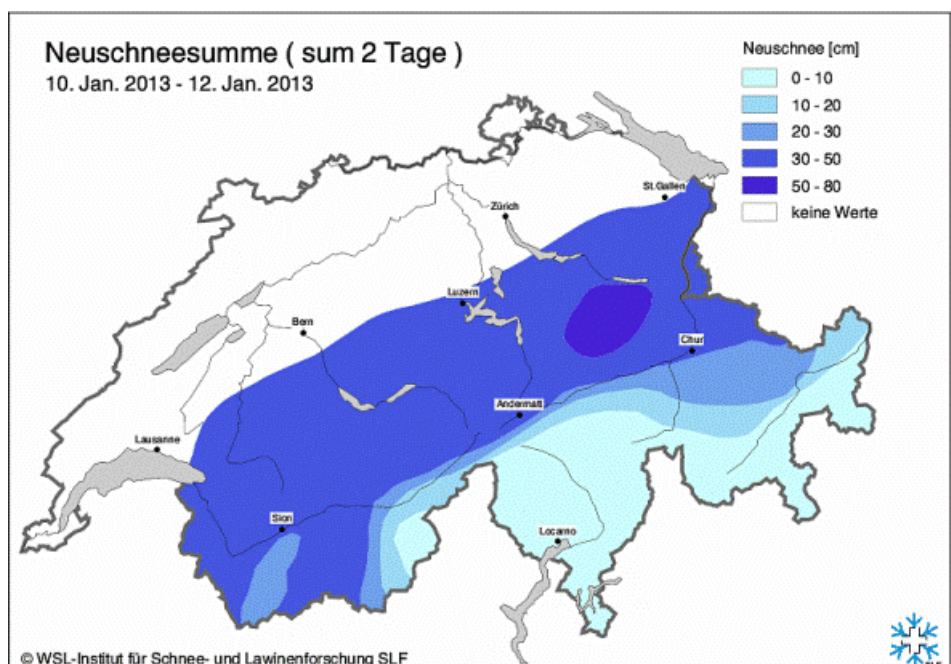 Neuschneesumme ( sum 2 Tage )
10. Jan. 2013 - 12. Jan. 2013
Neuschnee [cm]
0 - 10
10 - 20
20 - 30
30 - 50
50 - 80
keine Werte
St.Gallen
Zürich
Luzern
Bern
Chur
Andermatt
Lausanne
Sion
Locarno
© WSL-Institut für Schnee- und Lawinenforschung SLF